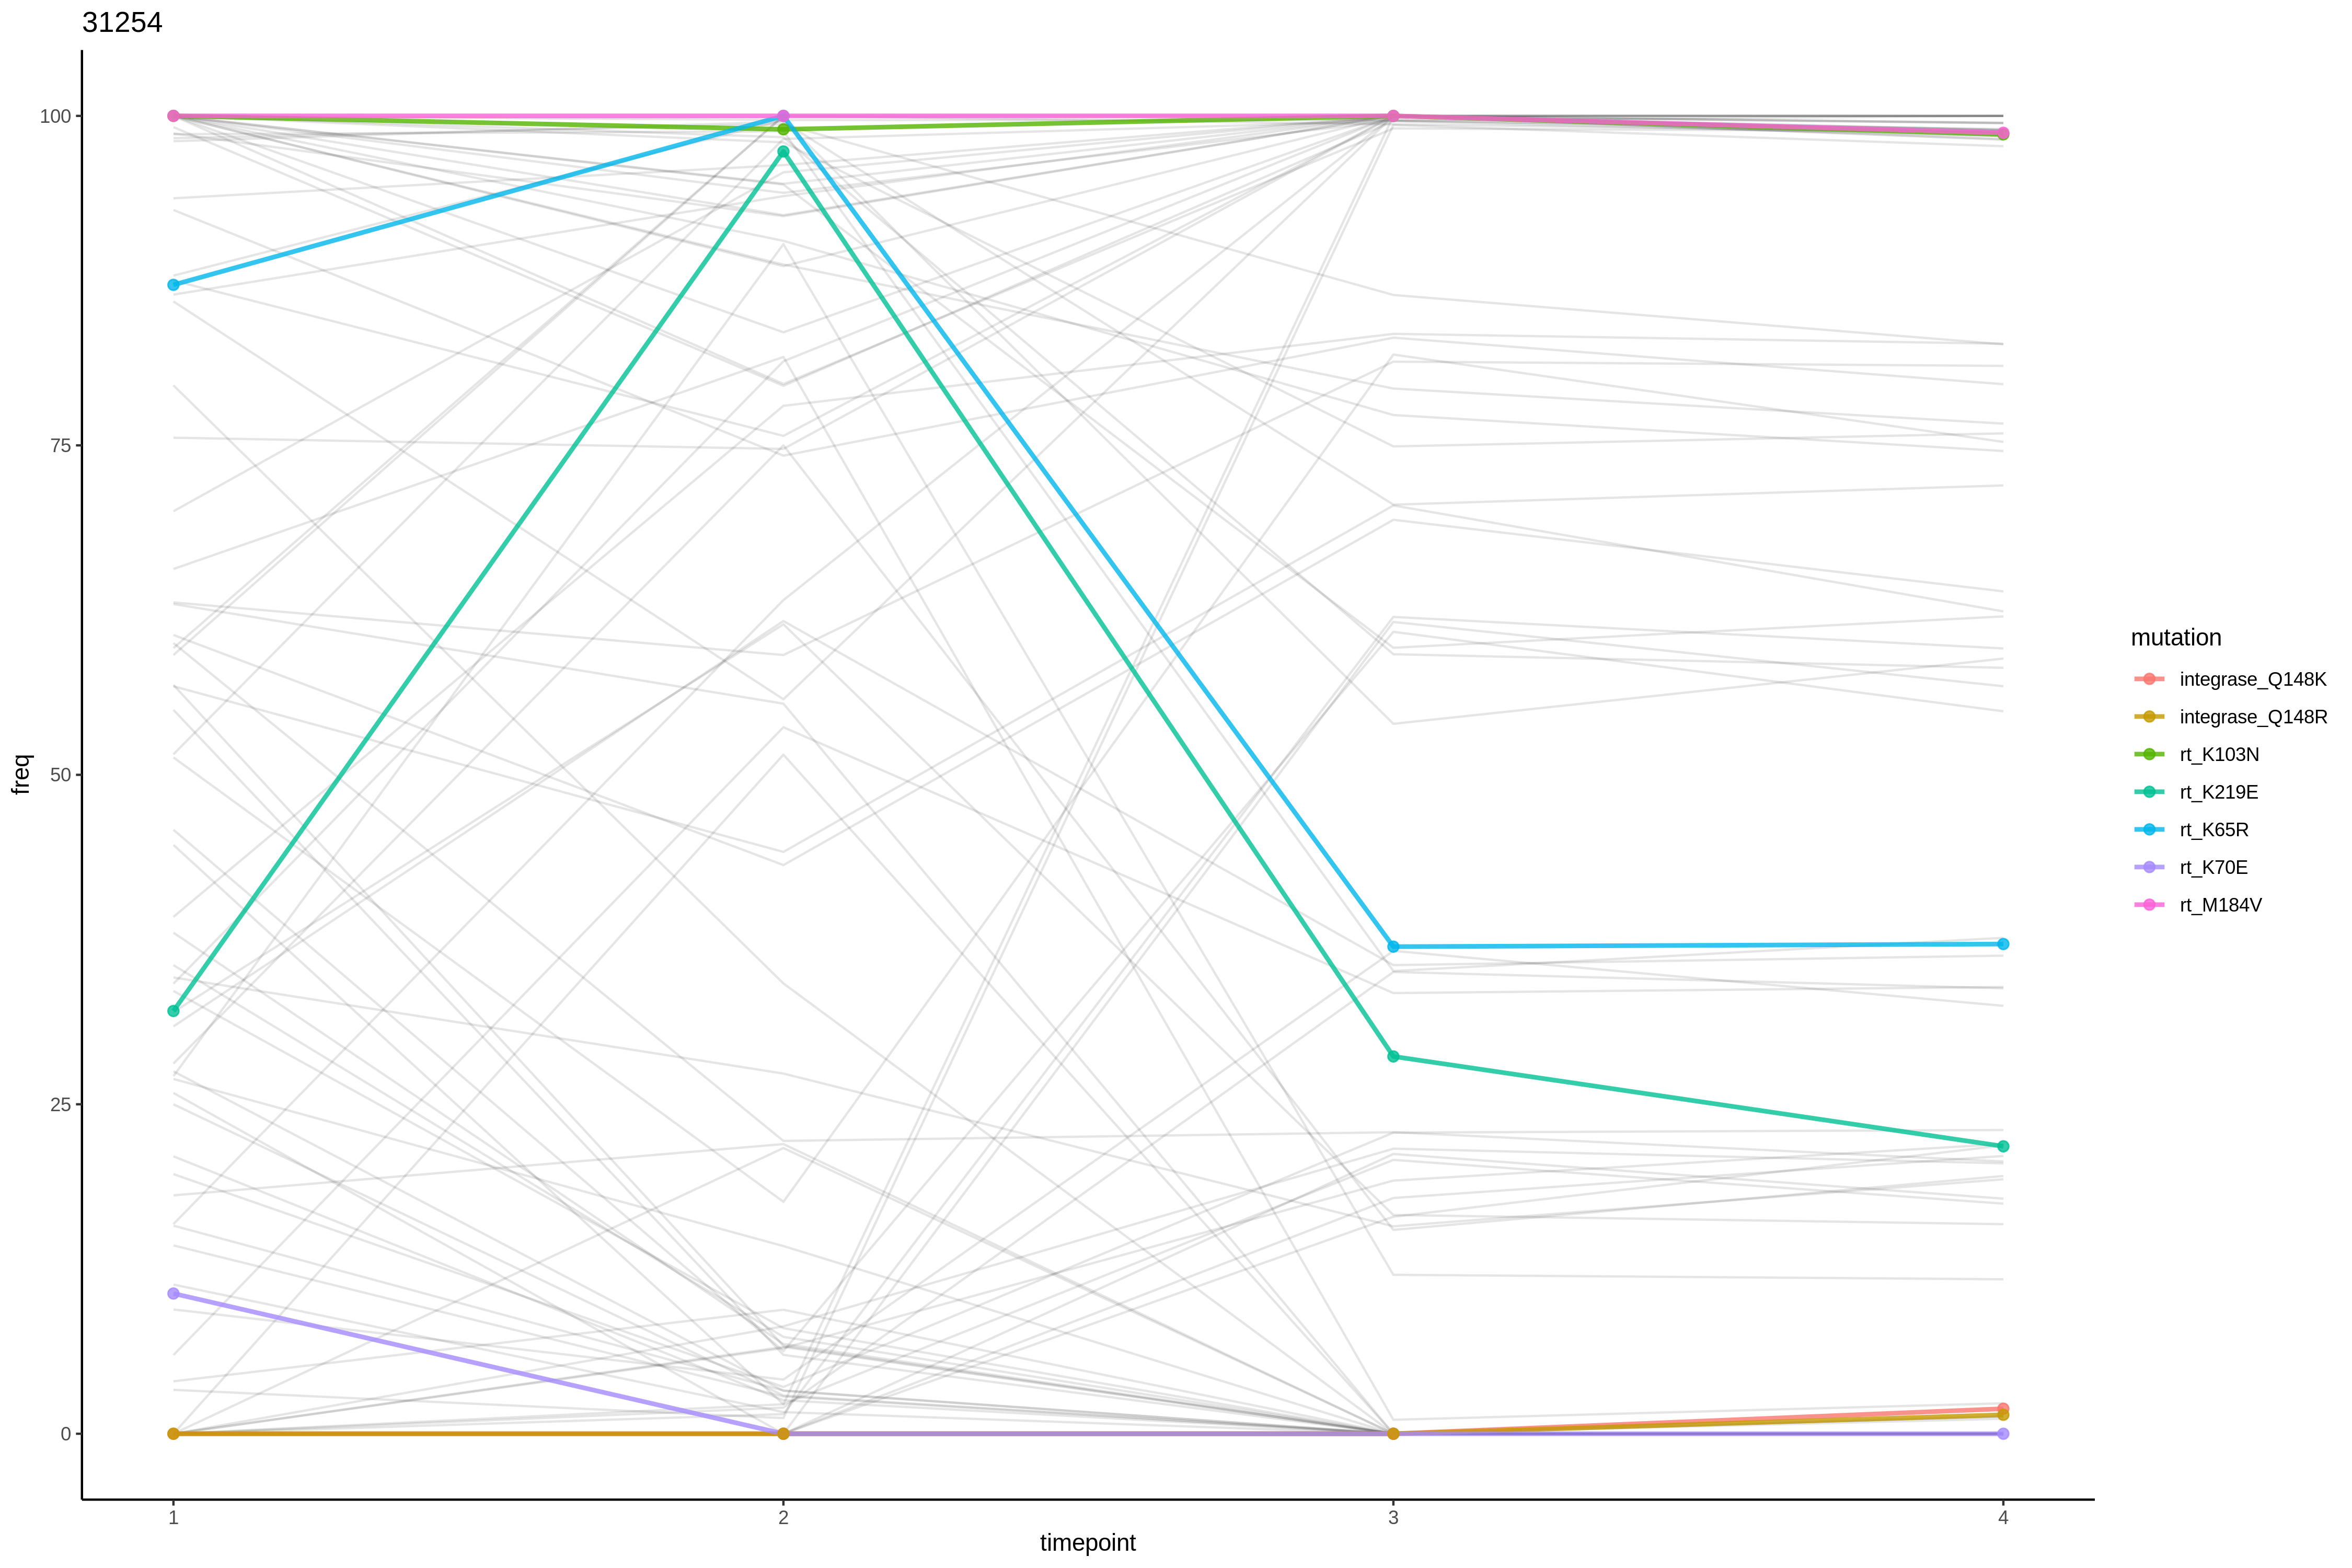 31254
freq
100
75
50
25
0
1
2
3
4
timepoint
mutation
integrase_Q148K
integrase_Q148R
rt_K103N
rt_K219E
rt_K65R
rt_K70E
rt_M184V